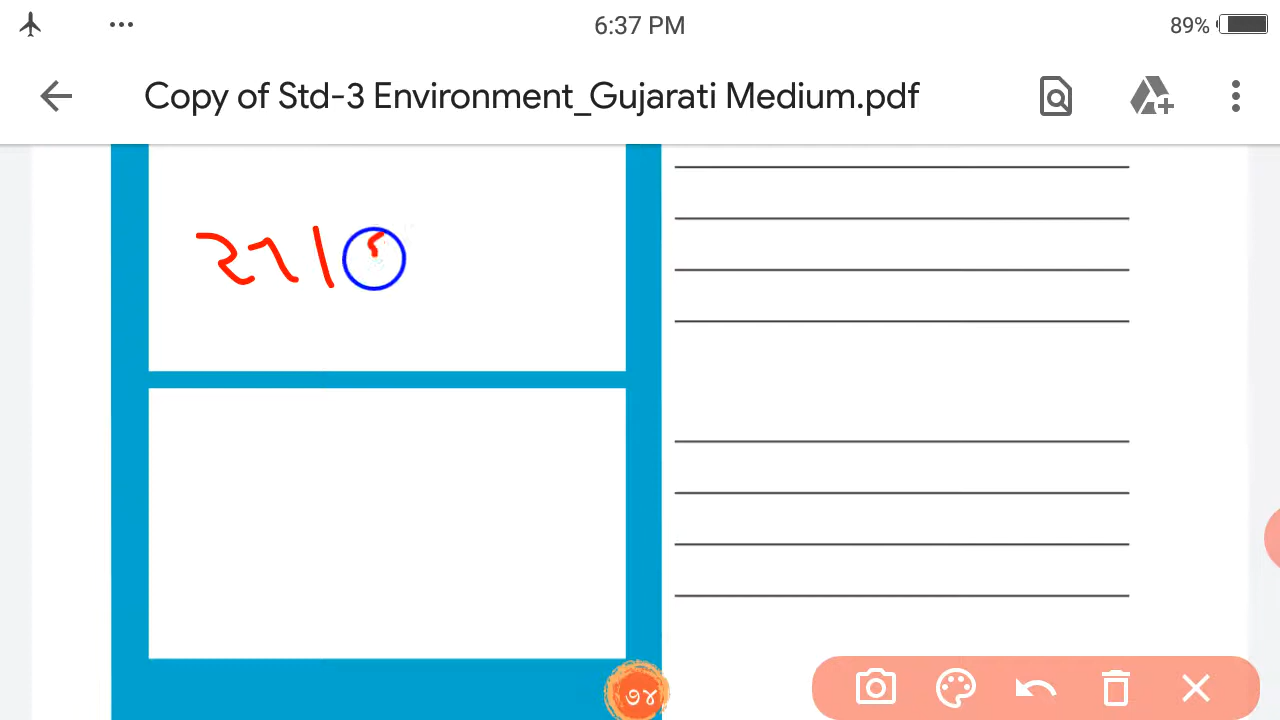 6:37 PM
89%
Copy of Std-3 Environment_Gujarati Medium.pdf
૭૪